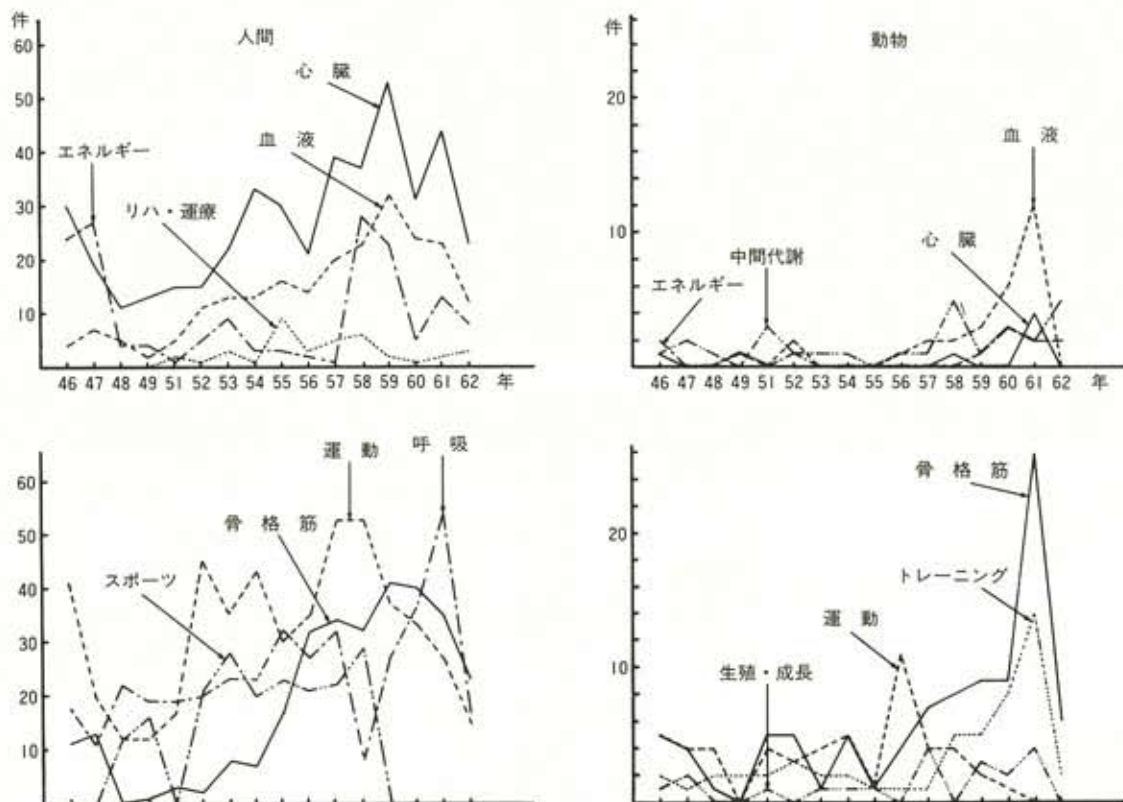 件
人間
60
心臓
50
血液
40
エネルギー
30
リハ・運療
20
10
46 47 48 49 51 52 53 54 55 56 57 58 59 60 61 62 年
件
動物
20
血液
10
心臓
中間代謝
エネルギー
46 47 48 49 51 52 53 54 55 56 57 58 59 60 61 62 年
運動 呼吸
60
骨格筋
50
スポーツ
40
30
20
10
骨格筋
20
トレーニング
運動
10
生殖・成長